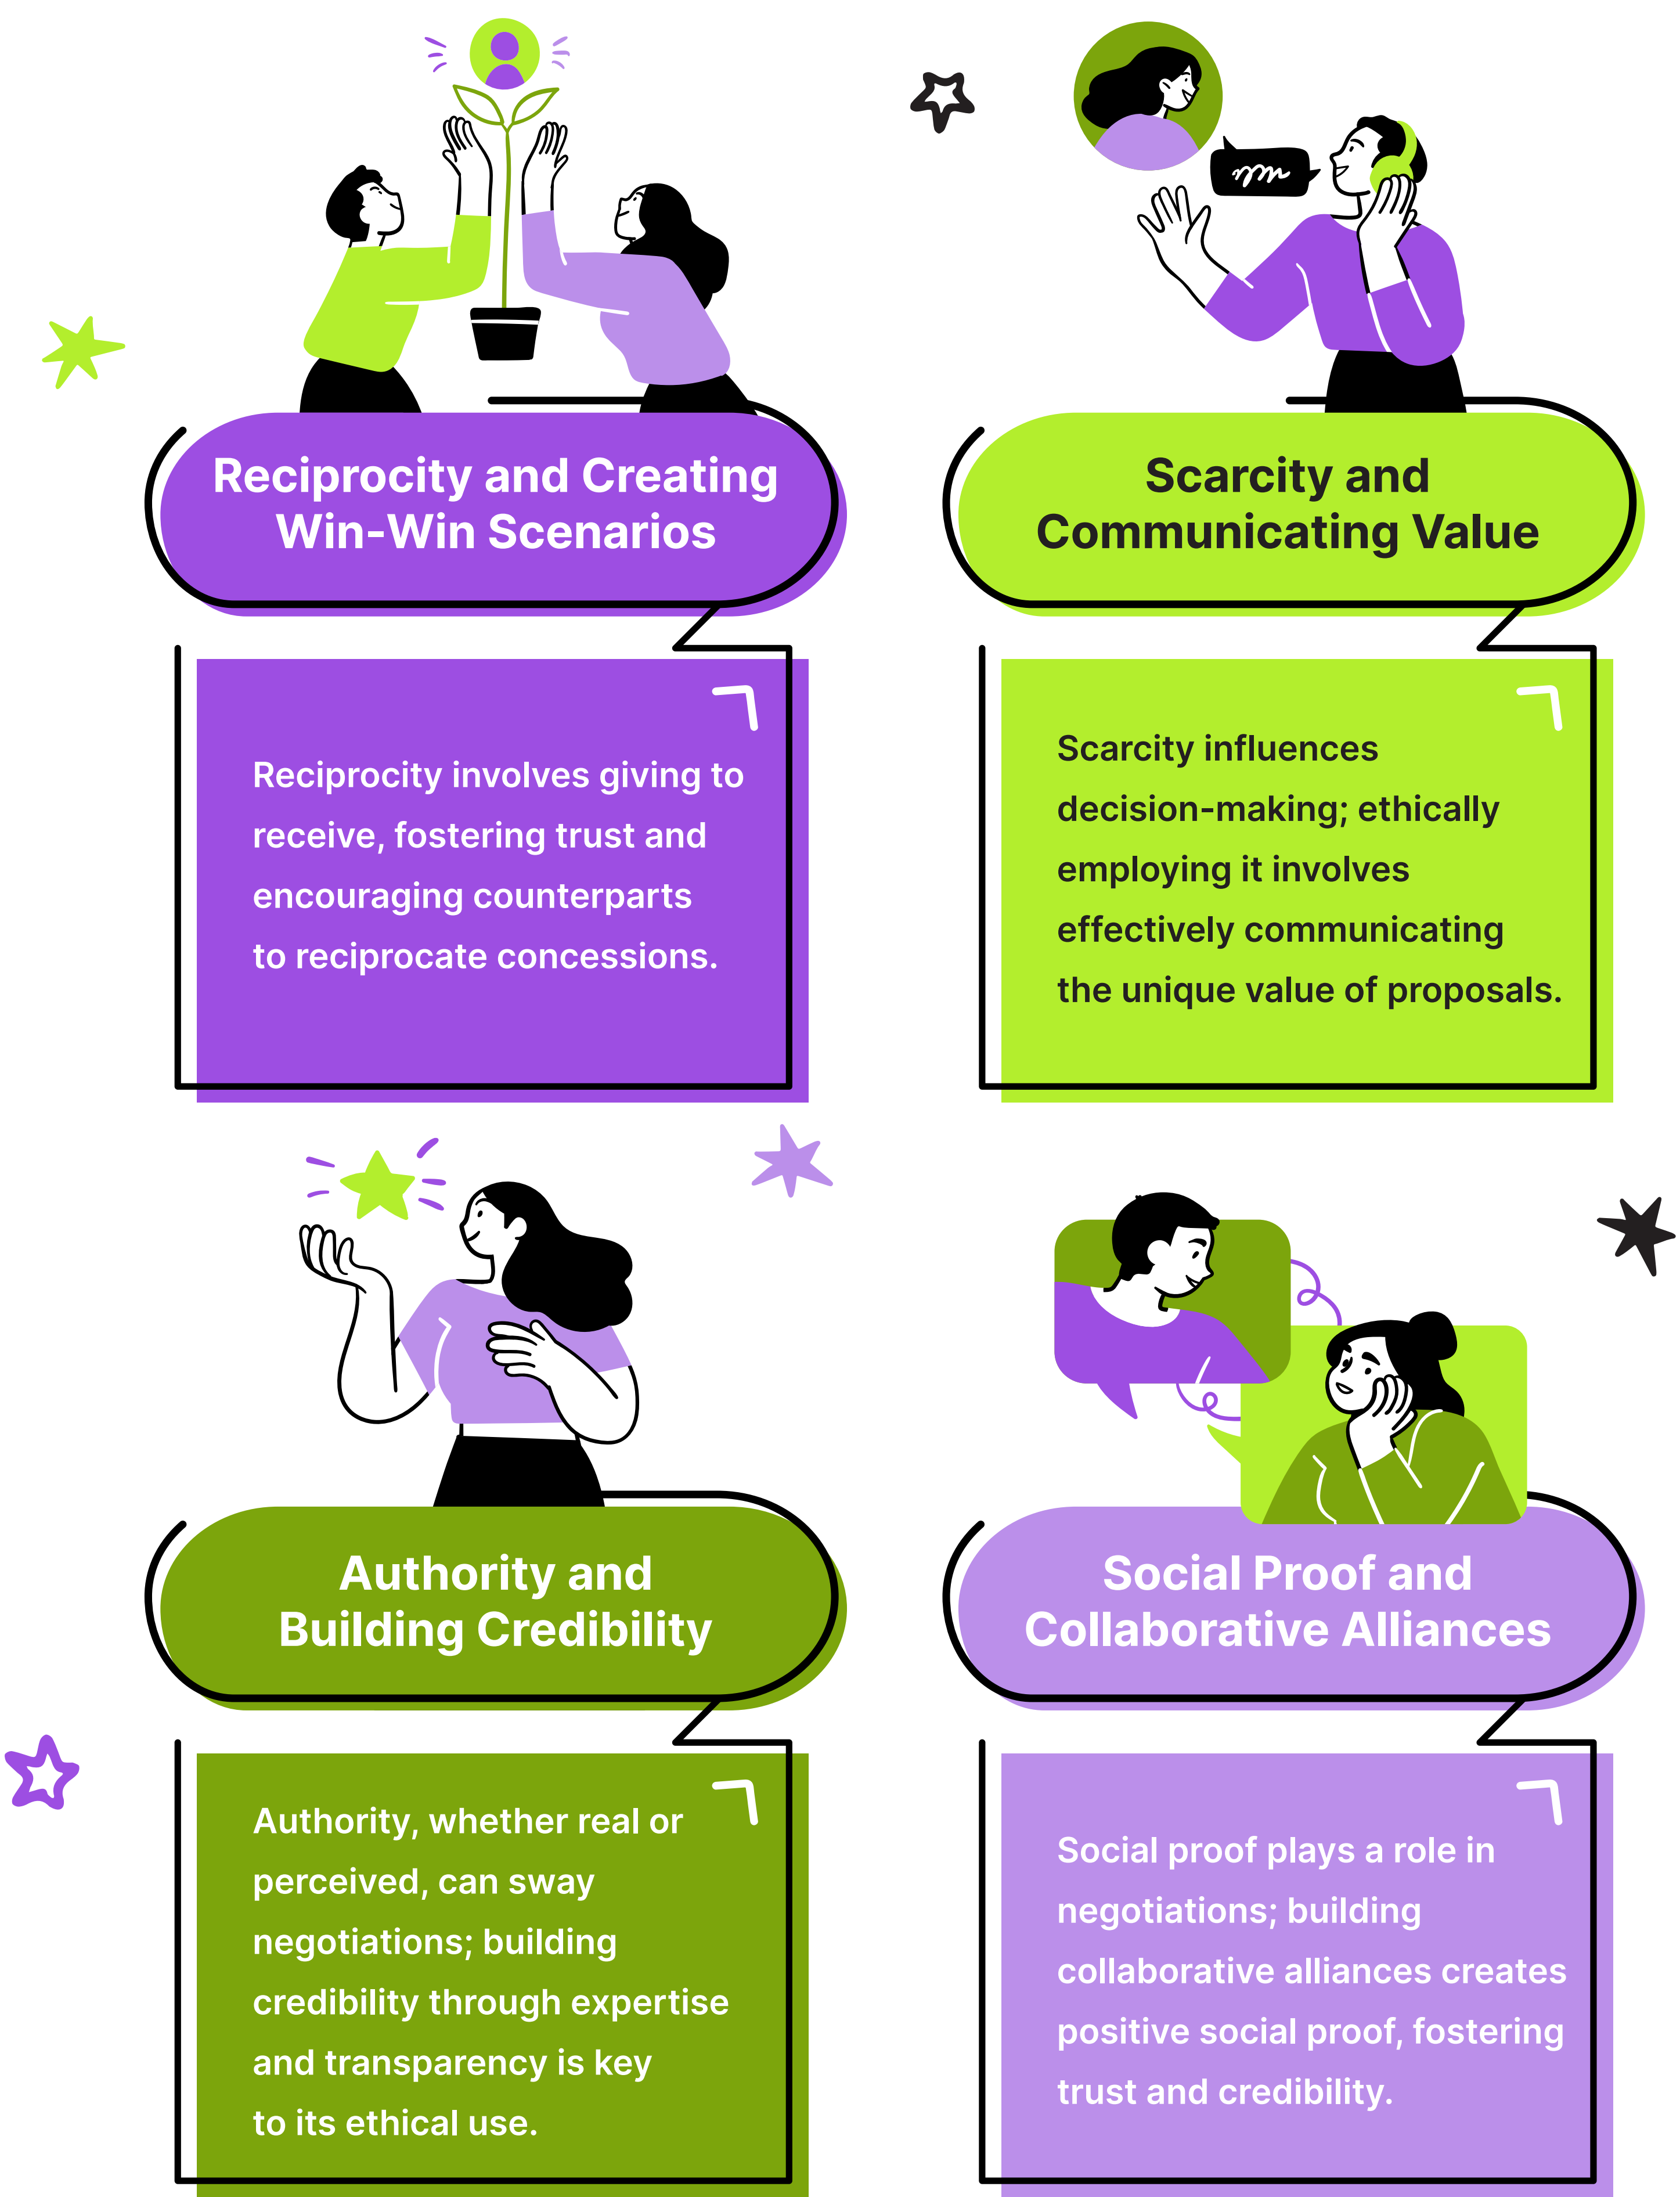 Reciprocity and Creating
Win-Win Scenarios
Reciprocity involves giving to
receive, fostering trust and
encouraging counterparts
to reciprocate concessions.
Scarcity and
Communicating Value
Scarcity influences
decision-making; ethically
employing it involves
effectively communicating
the unique value of proposals.
Authority and
Building Credibility
Authority, whether real or
perceived, can sway
negotiations; building
credibility through expertise
and transparency is key
to its ethical use.
Social Proof and
Collaborative Alliances
Social proof plays a role in
negotiations; building
collaborative alliances creates
positive social proof, fostering
trust and credibility.